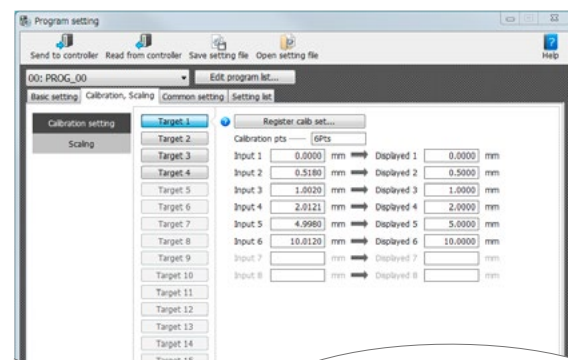 Program setting
Send to controller Read from controller Save setting file Open setting file Help
00: PROG_00 Edit program list...
Basic setting Calibration, Scaling Common setting Setting list
Calibration setting Target 1 ? Register calib set...
Scaling Target 2 Calibration pts 6Pts
Target 3 Input 1 0.0000 mm Displayed 1 0.0000 mm
Target 4 Input 2 0.5180 mm Displayed 2 0.5000 mm
Target 5 Input 3 1.0020 mm Displayed 3 1.0000 mm
Target 6 Input 4 2.0121 mm Displayed 4 2.0000 mm
Target 7 Input 5 4.9980 mm Displayed 5 5.0000 mm
Target 8 Input 6 10.0120 mm Displayed 6 10.0000 mm
Target 9 Input 7 mm Displayed 7 mm
Target 10 Input 8 mm Displayed 8 mm
Target 11
Target 12
Target 13
Target 14
Target 15